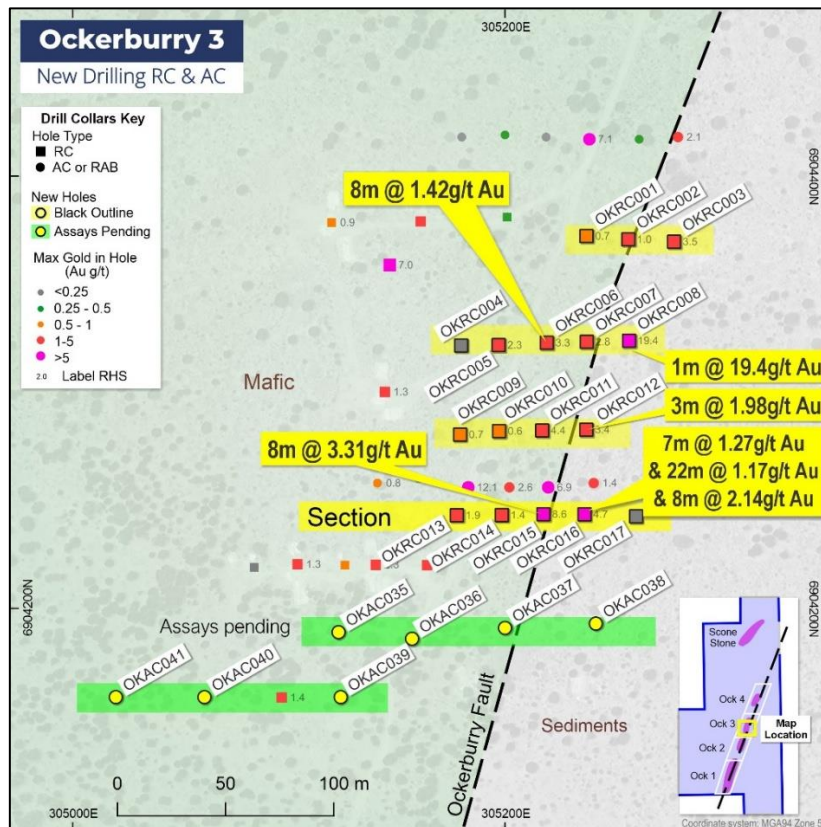 Ockerburry 3
New Drilling RC & AC
Drill Collars Key
Hole Type
RC
AC or RAB
New Holes
Black Outline
Assays Pending
Max Gold in Hole
(Au g/t)
<0.25
0.25 - 0.5
0.5 - 1
1-5
>5
2.0 Label RHS
305200E
6904400N
7.1
2.1
8m @ 1.42g/t Au
OKRC001
OKRC002
OKRC003
0.9
0.7
1.0
3.5
7.0
OKRC004
OKRC006
OKRC007
OKRC008
2.3
3.3
2.8
19.4
OKRC005
1m @ 19.4g/t Au
Mafic
1.3
OKRC009
OKRC010
OKRC011
OKRC012
0.7
0.6
4.4
3.4
3m @ 1.98g/t Au
8m @ 3.31g/t Au
7m @ 1.27g/t Au
& 22m @ 1.17g/t Au
& 8m @ 2.14g/t Au
0.8
12.1
2.6
6.9
1.4
Section
1.9
1.4
8.6
4.7
OKRC013
OKRC014
OKRC015
OKRC016
OKRC017
1.3
6904200N
6904200N
Assays pending
OKAC035
OKAC036
OKAC037
OKAC038
OKAC041
OKAC040
OKAC039
1.4
Ockerburry Fault
Sediments
0
50
100 m
305000E
305200E
Scone
Stone
Ock 4
Ock 3
Ock 2
Ock 1
Map
Location
Coordinate system: MGA94 Zone 5